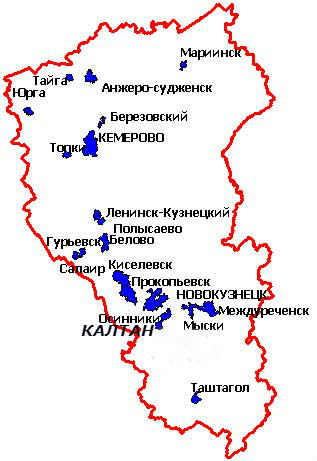 Мариинск
Тайга
Анжеро-судженск
Юрга
Березовский
КЕМЕРОВО
Топки
Ленинск-Кузнецкий
Полысаево
Гурьевск
Белово
Салаир
Киселевск
Прокопьевск
НОВОКУЗНЕЦК
Междуреченск
Осинники
Мыски
КАЛТАН
Таштагол